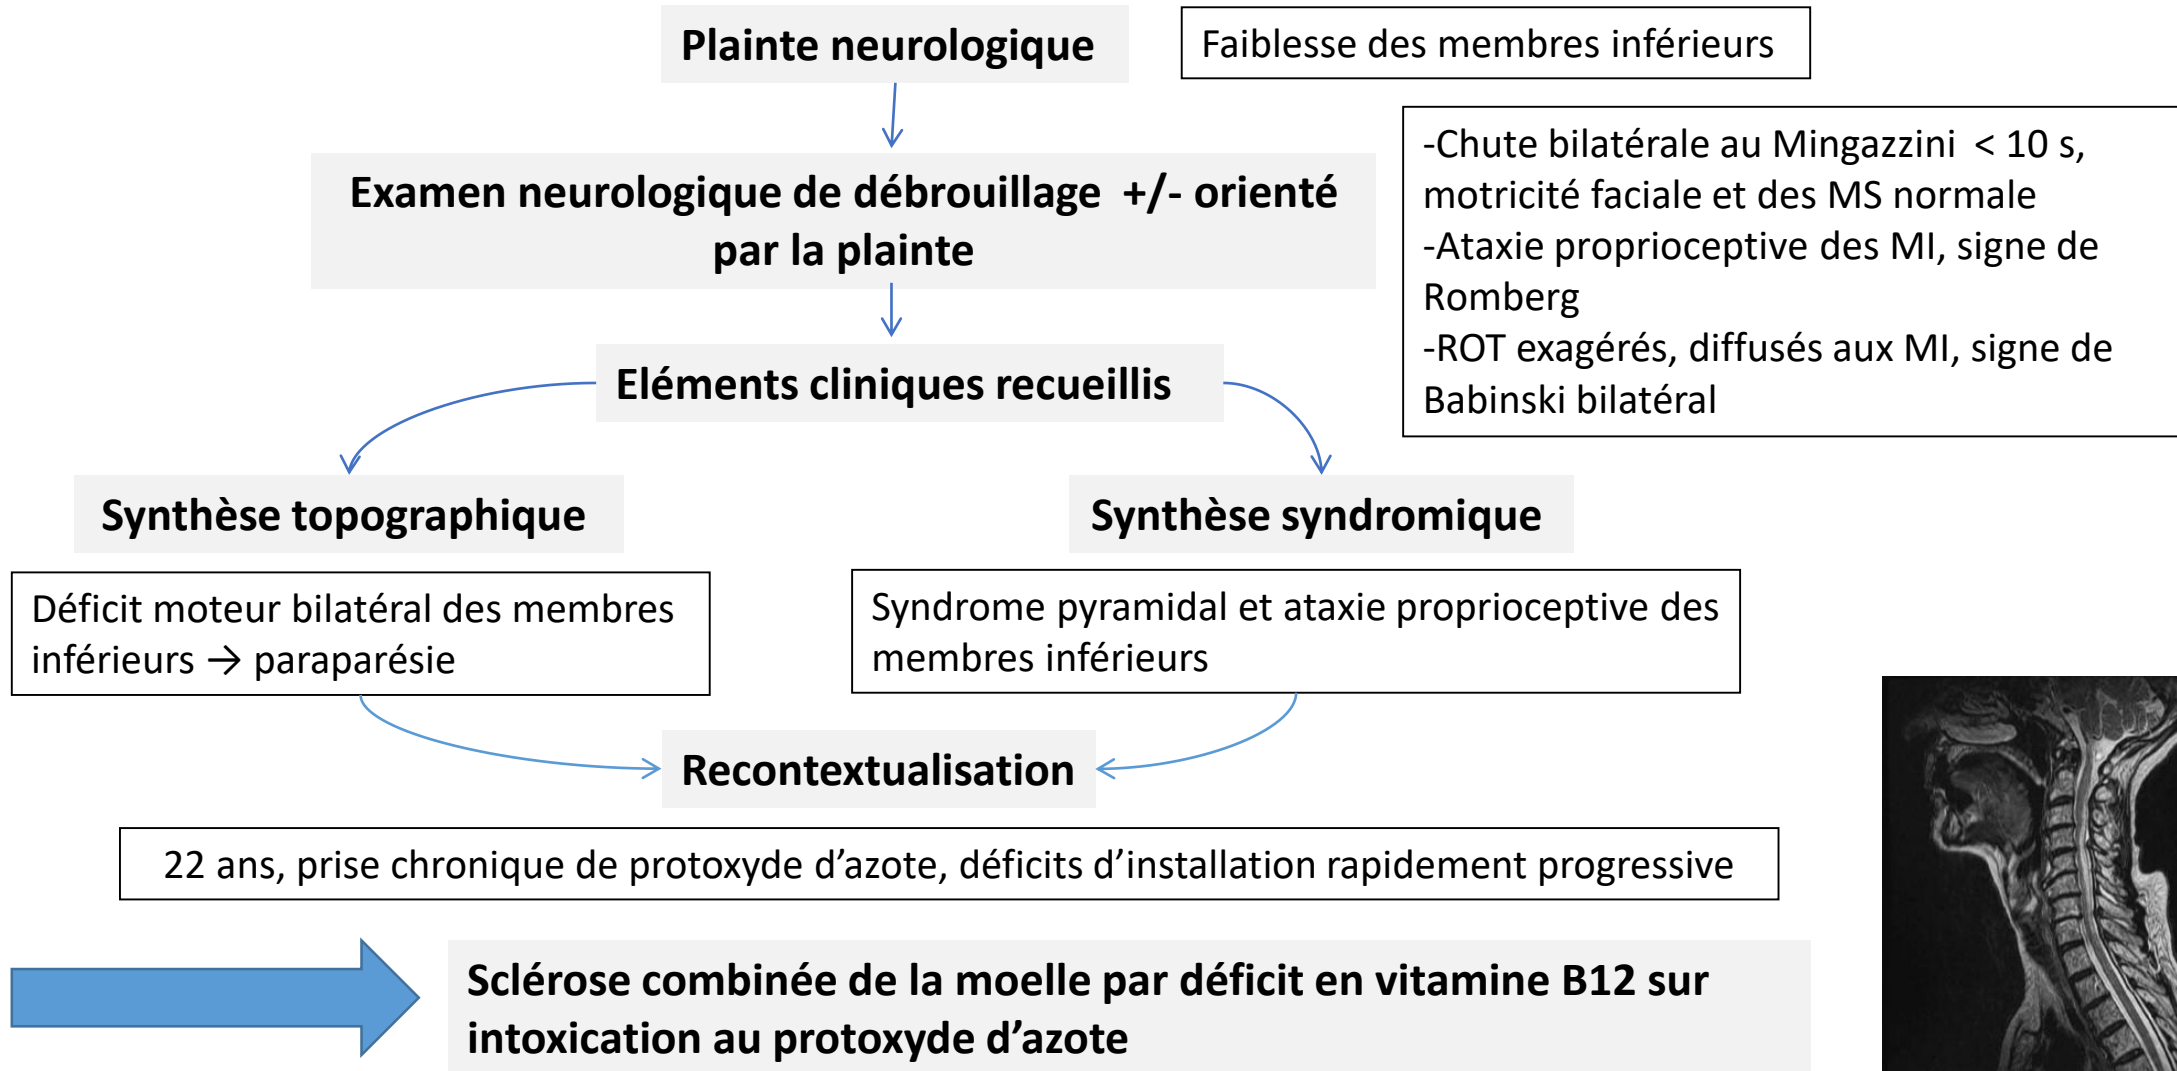 Plainte neurologique
Faiblesse des membres inférieurs
Examen neurologique de débrouillage +/- orienté
par la plainte
-Chute bilatérale au Mingazzini < 10 s,
motricité faciale et des MS normale
-Ataxie proprioceptive des MI, signe de
Romberg
-ROT exagérés, diffusés aux MI, signe de
Babinski bilatéral
Eléments cliniques recueillis
Synthèse topographique
Synthèse syndromique
Déficit moteur bilatéral des membres
inférieurs → paraparésie
Syndrome pyramidal et ataxie proprioceptive des
membres inférieurs
Recontextualisation
22 ans, prise chronique de protoxyde d’azote, déficits d’installation rapidement progressive
Sclérose combinée de la moelle par déficit en vitamine B12 sur
intoxication au protoxyde d’azote